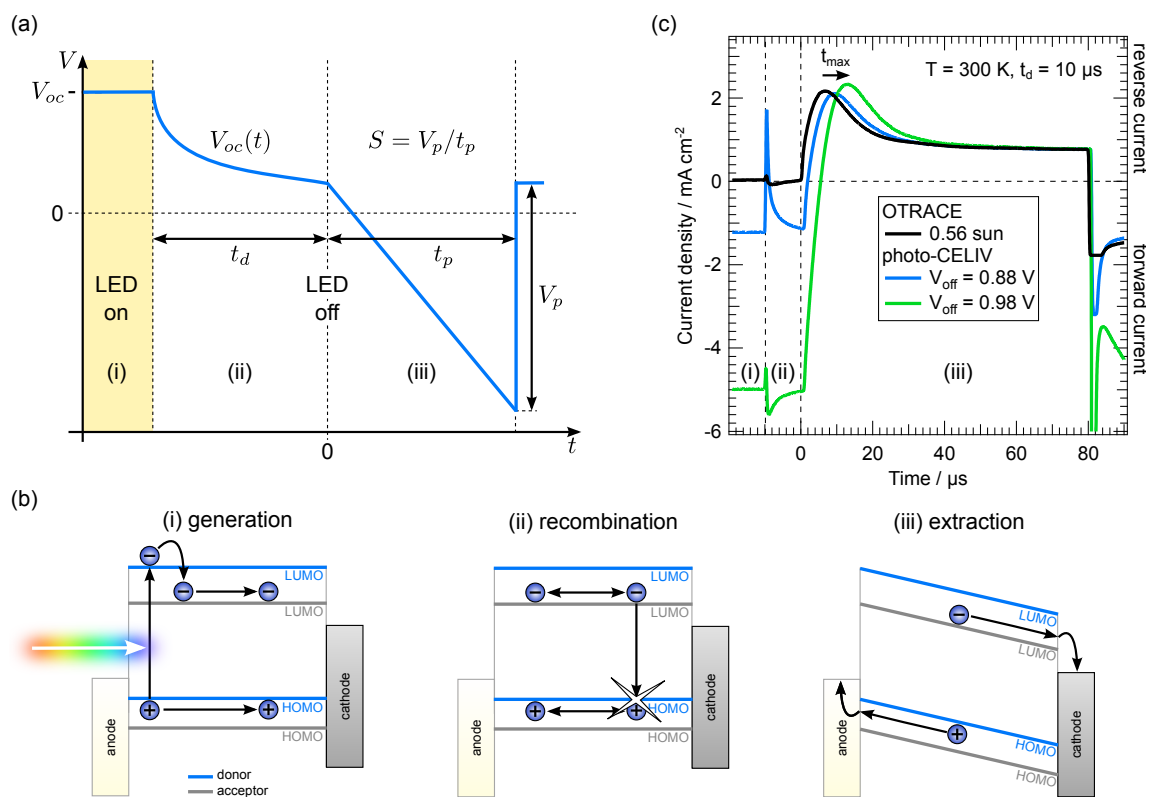 (a)
V
V_oc
V_oc(t)
S = V_p/t_p
0
t_d
t_p
V_p
LED
on
LED
off
(i)
(ii)
(iii)
0
t
(c)
t_max
T = 300 K, t_d = 10 µs
2
0
-2
-4
-6
Current density / mA cm⁻²
reverse current
forward current
OTRACE
0.56 sun
photo-CELIV
V_off = 0.88 V
V_off = 0.98 V
(i)
(ii)
(iii)
0
20
40
60
80
Time / µs
(b)
(i) generation
LUMO
LUMO
HOMO
HOMO
anode
cathode
donor
acceptor
(ii) recombination
LUMO
LUMO
HOMO
HOMO
(iii) extraction
LUMO
LUMO
HOMO
HOMO
anode
cathode